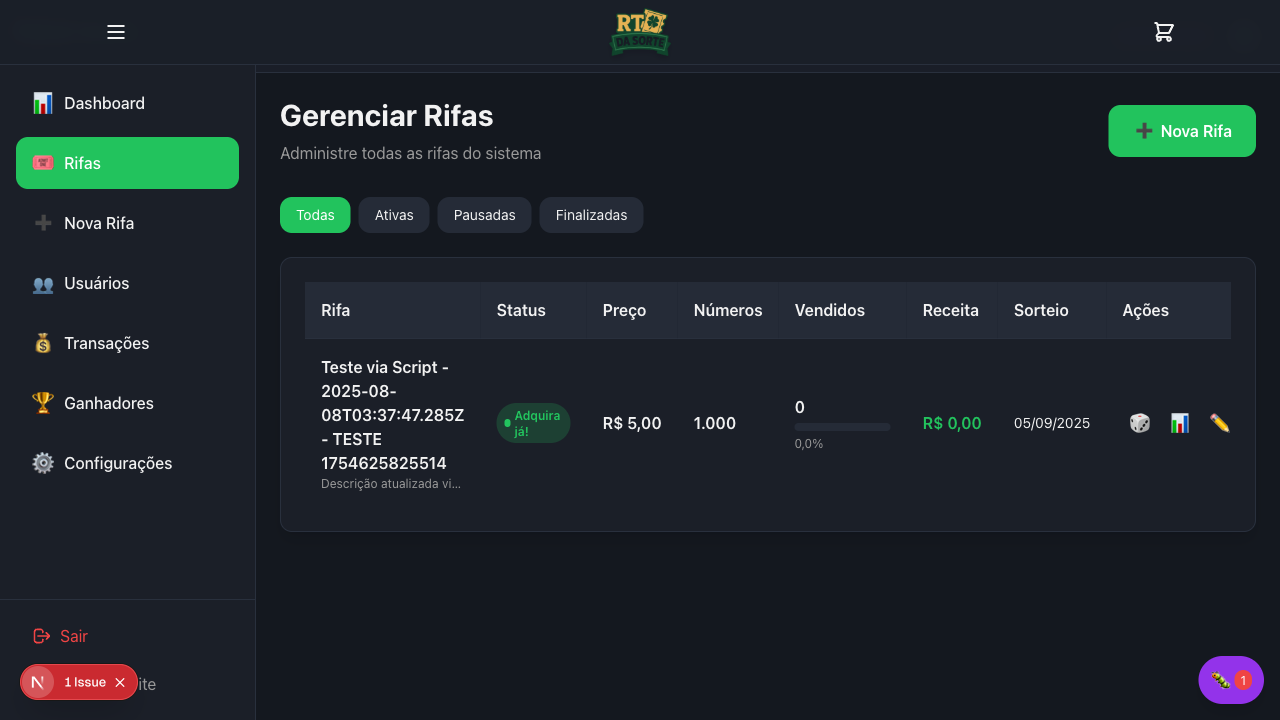 RT
DA SORTE
Dashboard
Rifas
Nova Rifa
Usuários
Transações
Ganhadores
Configurações
Sair
ite
N 1 Issue
Gerenciar Rifas
Administre todas as rifas do sistema
Nova Rifa
Todas Ativas Pausadas Finalizadas
Rifa Status Preço Números Vendidos Receita Sorteio Ações
Teste via Script -
2025-08-
08T03:37:47.285Z
- TESTE
1754625825514
Descrição atualizada vi...
Adquira
já!
R$ 5,00
1.000
0
0,0%
R$ 0,00
05/09/2025
1